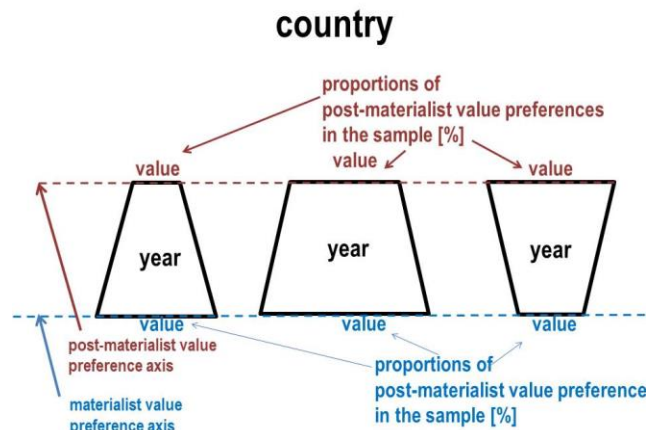 country
proportions of
post-materialist value preferences
in the sample [%]
value
value
value
year
year
year
value
value
value
post-materialist value
preference axis
proportions of
post-materialist value preference
in the sample [%]
materialist value
preference axis